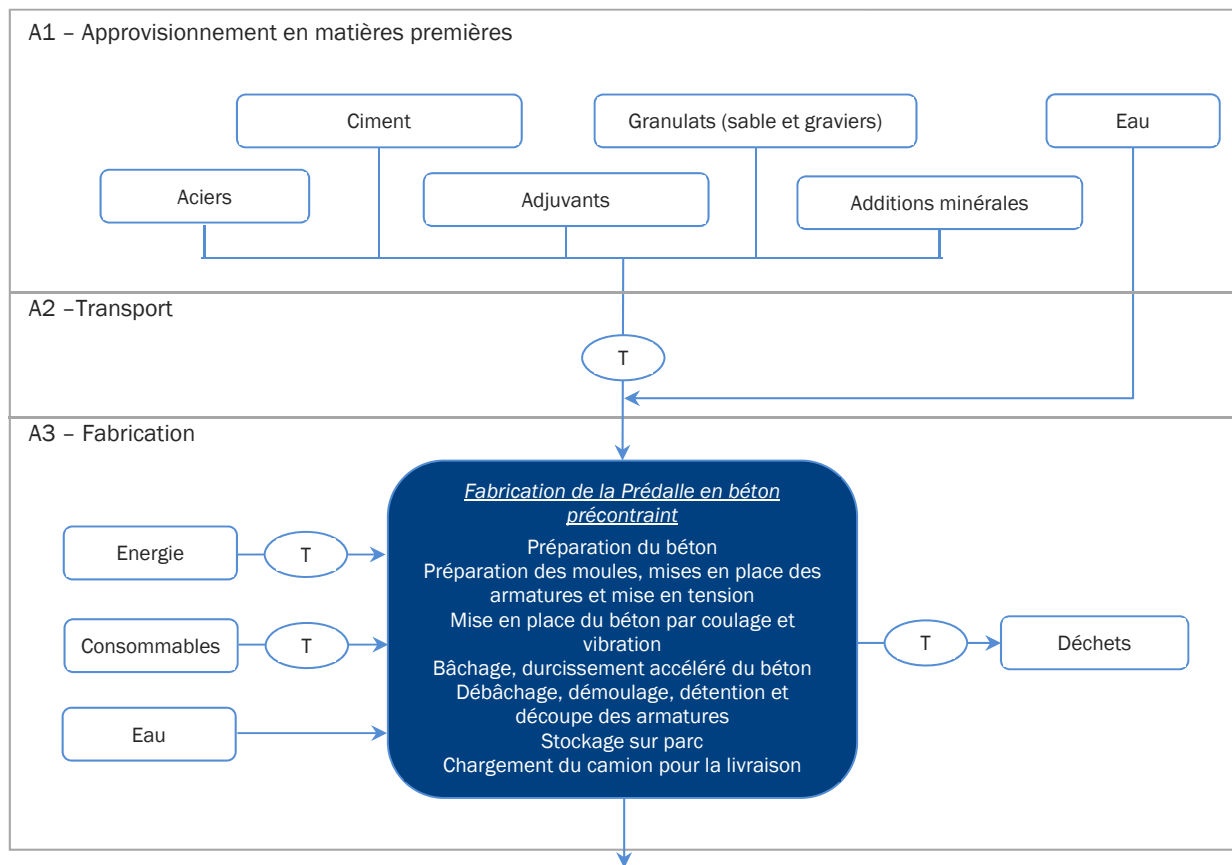 A1 – Approvisionnement en matières premières
Ciment
Granulats (sable et graviers)
Eau
Aciers
Adjuvants
Additions minérales
A2 –Transport
T
A3 – Fabrication
Fabrication de la Prédalle en béton
précontraint
Préparation du béton
Préparation des moules, mises en place des
armatures et mise en tension
Mise en place du béton par coulage et
vibration
Bâchage, durcissement accéléré du béton
Débâchage, démoulage, détention et
découpe des armatures
Stockage sur parc
Chargement du camion pour la livraison
Energie
T
Consommables
T
Eau
T
Déchets